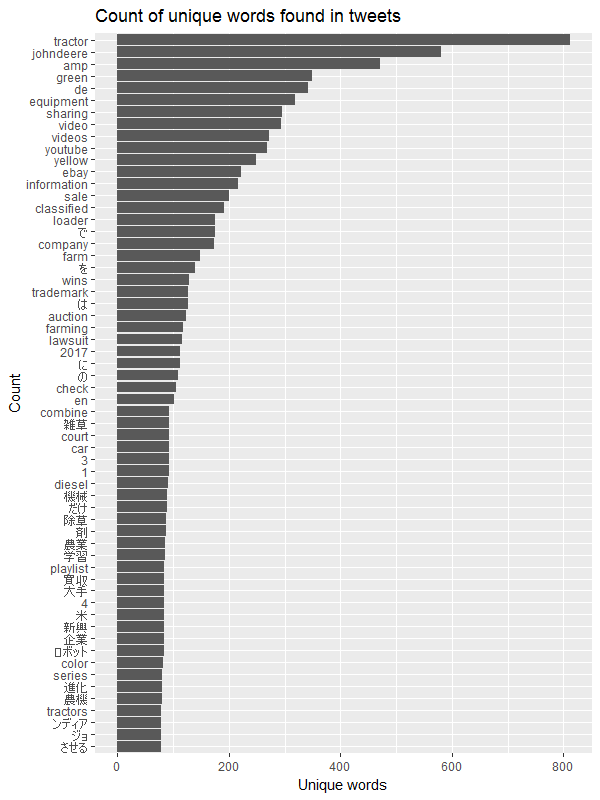 Count of unique words found in tweets
tractor
johndeere
amp
green
de
equipment
sharing
video
videos
youtube
yellow
ebay
information
sale
classified
loader
で
company
farm
を
wins
trademark
は
auction
farming
lawsuit
2017
に
の
check
en
combine
雑草
court
car
3
1
diesel
機械
だけ
除草
剤
農業
学習
playlist
買収
大手
4
米
新興
企業
ロボット
color
series
進化
農機
tractors
ンディア
ジョ
させる
Count
0
200
400
600
800
Unique words